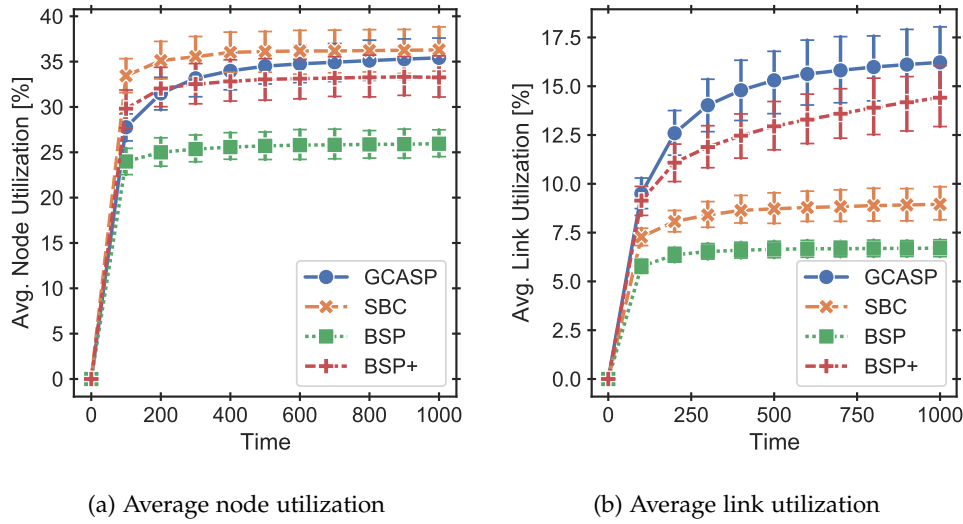 Avg. Node Utilization [%]
40
35
30
25
20
15
10
5
0
GCASP
SBC
BSP
BSP+
0 200 400 600 800 1000
Time
(a) Average node utilization
Avg. Link Utilization [%]
17.5
15.0
12.5
10.0
7.5
5.0
2.5
0.0
GCASP
SBC
BSP
BSP+
0 250 500 750 1000
Time
(b) Average link utilization